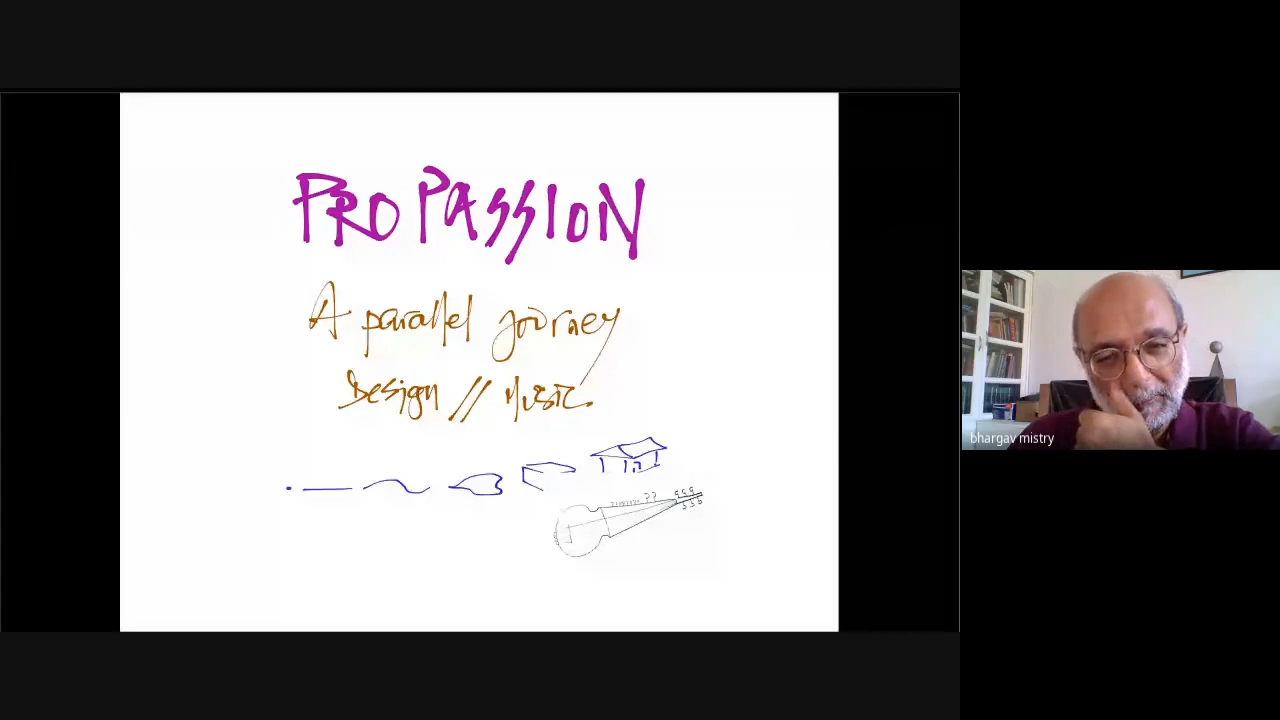 PROPASSION
A parallel journey
Design // Music.
bhargav mistry